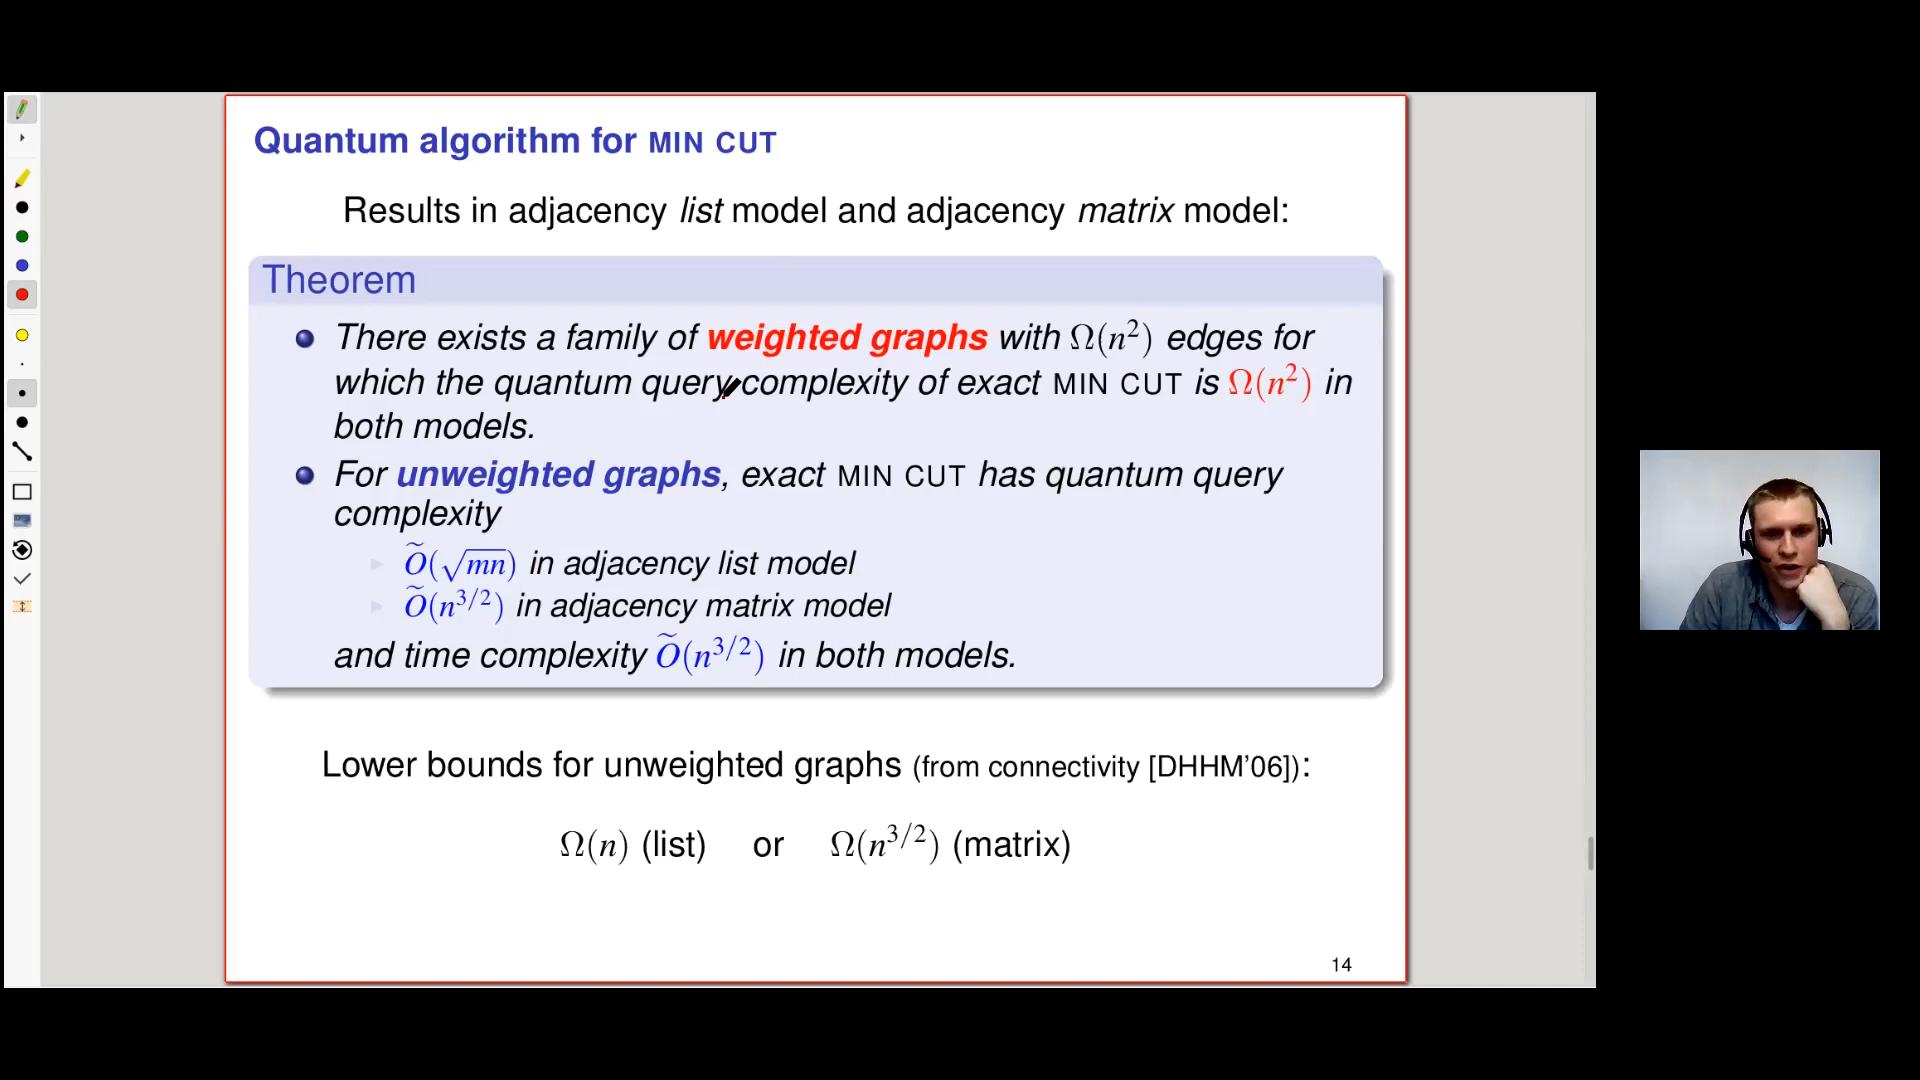 Quantum algorithm for MIN CUT
Results in adjacency list model and adjacency matrix model:
Theorem
There exists a family of weighted graphs with Ω(n²) edges for
which the quantum query complexity of exact MIN CUT is Ω(n²) in
both models.
For unweighted graphs, exact MIN CUT has quantum query
complexity
Õ(√mn) in adjacency list model
Õ(n^{3/2}) in adjacency matrix model
and time complexity Õ(n^{3/2}) in both models.
Lower bounds for unweighted graphs (from connectivity [DHHM'06]):
Ω(n) (list) or Ω(n^{3/2}) (matrix)
14